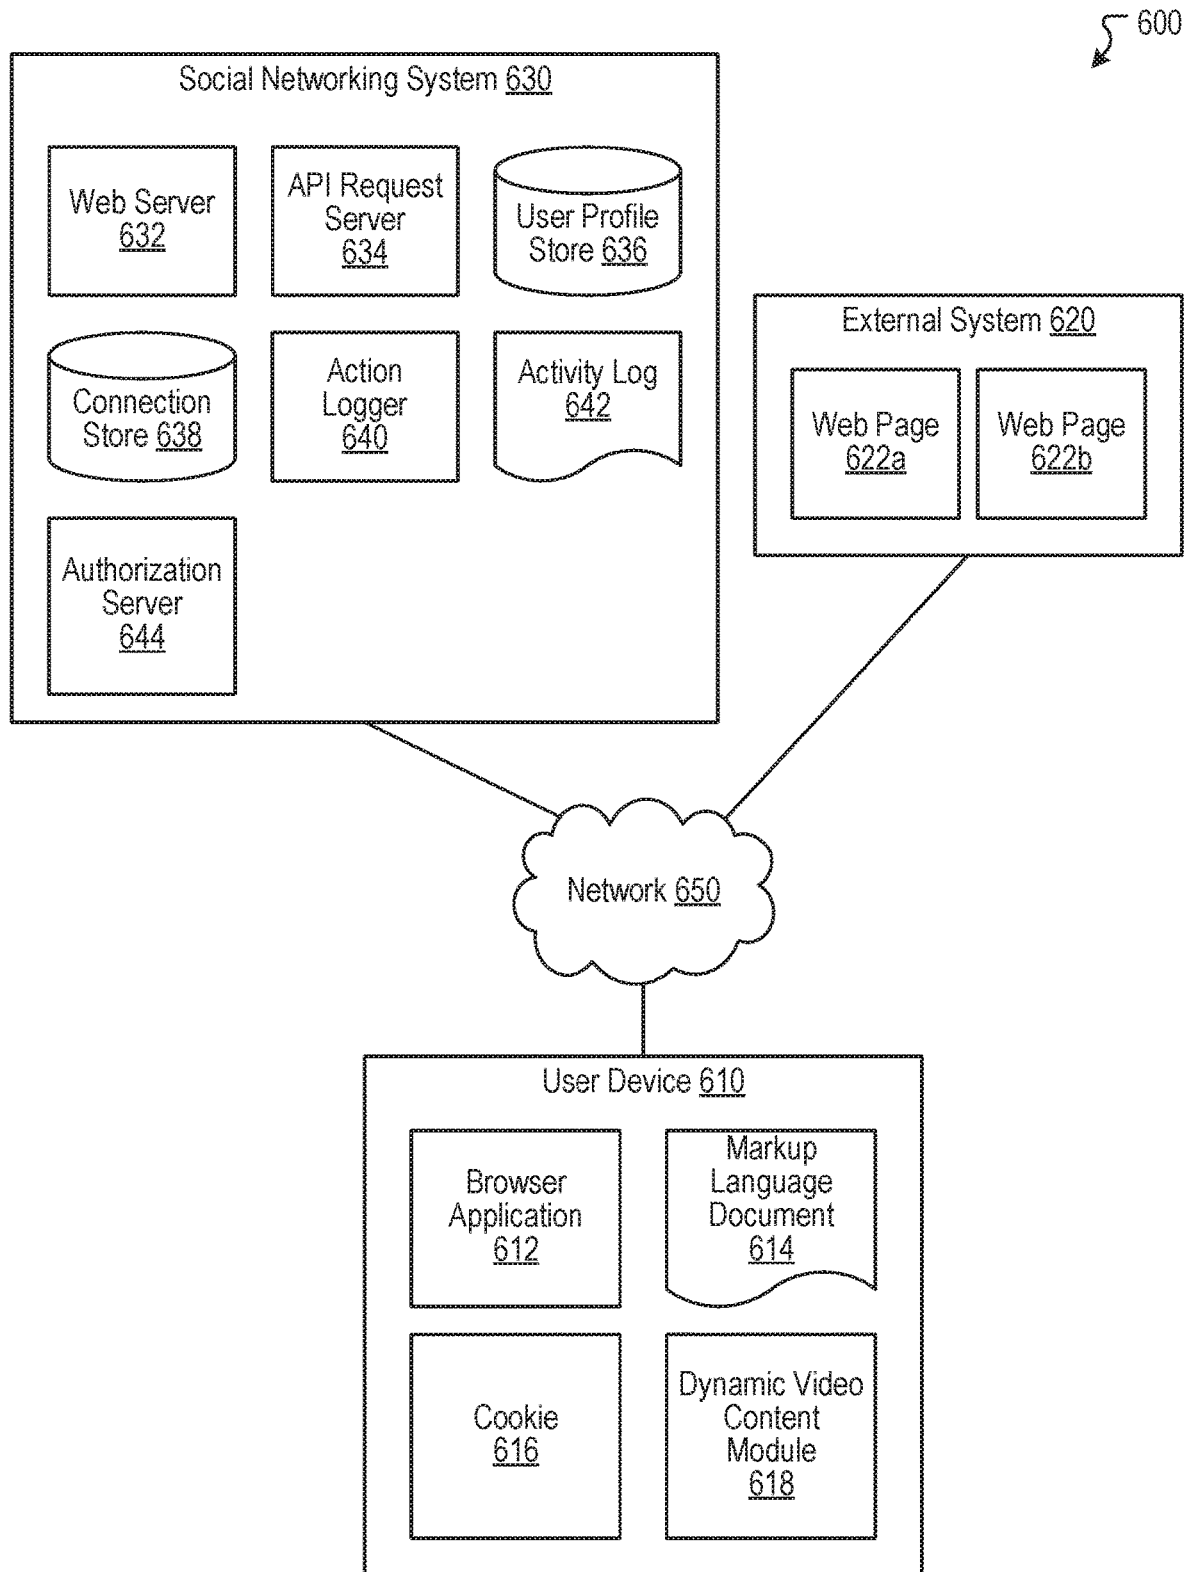 600
Social Networking System 630
Web Server
632
API Request
Server
634
User Profile
Store 636
Connection
Store 638
Action
Logger
640
Activity Log
642
Authorization
Server
644
External System 620
Web Page
622a
Web Page
622b
Network 650
User Device 610
Browser
Application
612
Markup
Language
Document
614
Cookie
616
Dynamic Video
Content
Module
618